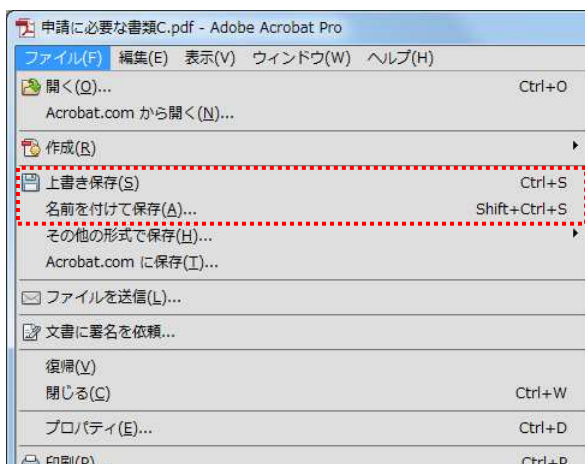 申請に必要な書類C.pdf - Adobe Acrobat Pro
ファイル(F) 編集(E) 表示(V) ウィンドウ(W) ヘルプ(H)
開く(O)... Ctrl+O
Acrobat.com から開く(N)...
作成(R)
上書き保存(S) Ctrl+S
名前を付けて保存(A)... Shift+Ctrl+S
その他の形式で保存(H)...
Acrobat.com に保存(T)...
ファイルを送信(L)...
文書に署名を依頼...
復帰(V)
閉じる(C) Ctrl+W
プロパティ(E)... Ctrl+D
印刷(P)... Ctrl+P